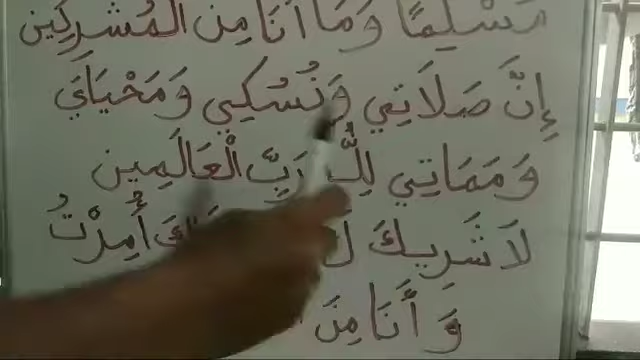 مُسْلِمًا وَمَا أَنَا مِنَ الْمُشْرِكِينَ
إِنَّ صَلَاتِي وَنُسُكِي وَمَحْيَايَ
وَمَمَاتِي لِلَّهِ رَبِّ الْعَالَمِين
لَا شَرِيكَ أُمِرْتُ
وَأَنَا مِنَ